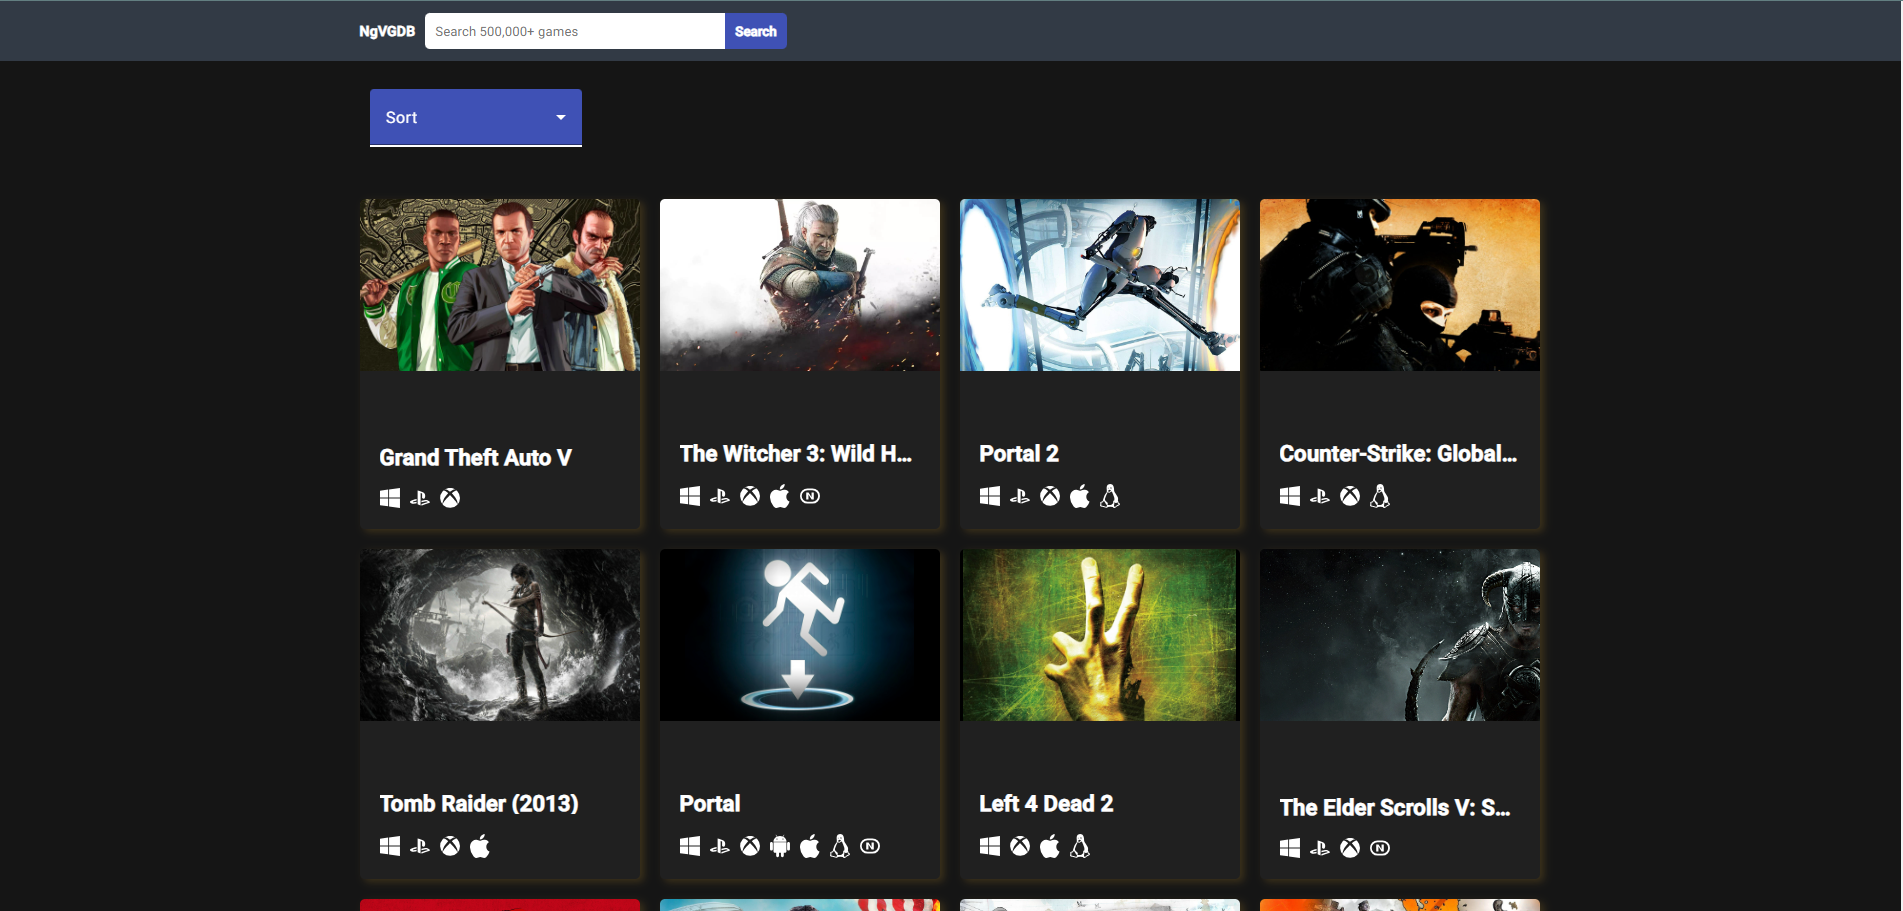 NgVGDB
Search 500,000+ games
Search
Sort
Grand Theft Auto V
The Witcher 3: Wild H...
Portal 2
Counter-Strike: Global...
Tomb Raider (2013)
Portal
Left 4 Dead 2
The Elder Scrolls V: S...